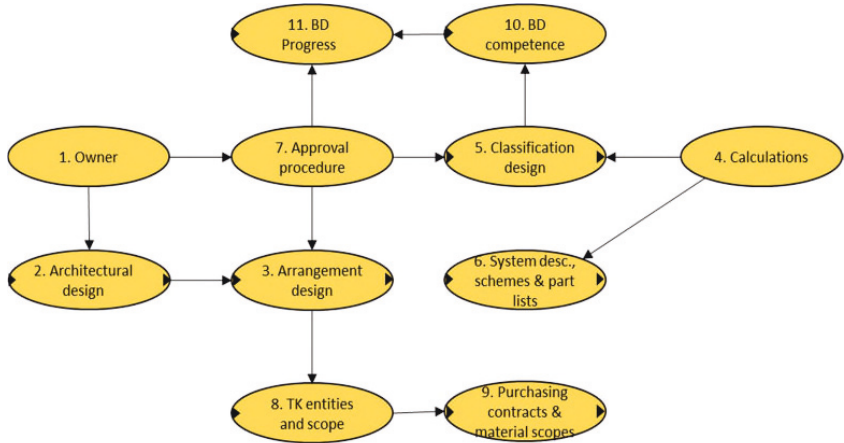 11. BD
Progress
10. BD
competence
1. Owner
7. Approval
procedure
5. Classification
design
4. Calculations
2. Architectural
design
3. Arrangement
design
6. System desc.,
schemes & part
lists
8. TK entities
and scope
9. Purchasing
contracts &
material scopes